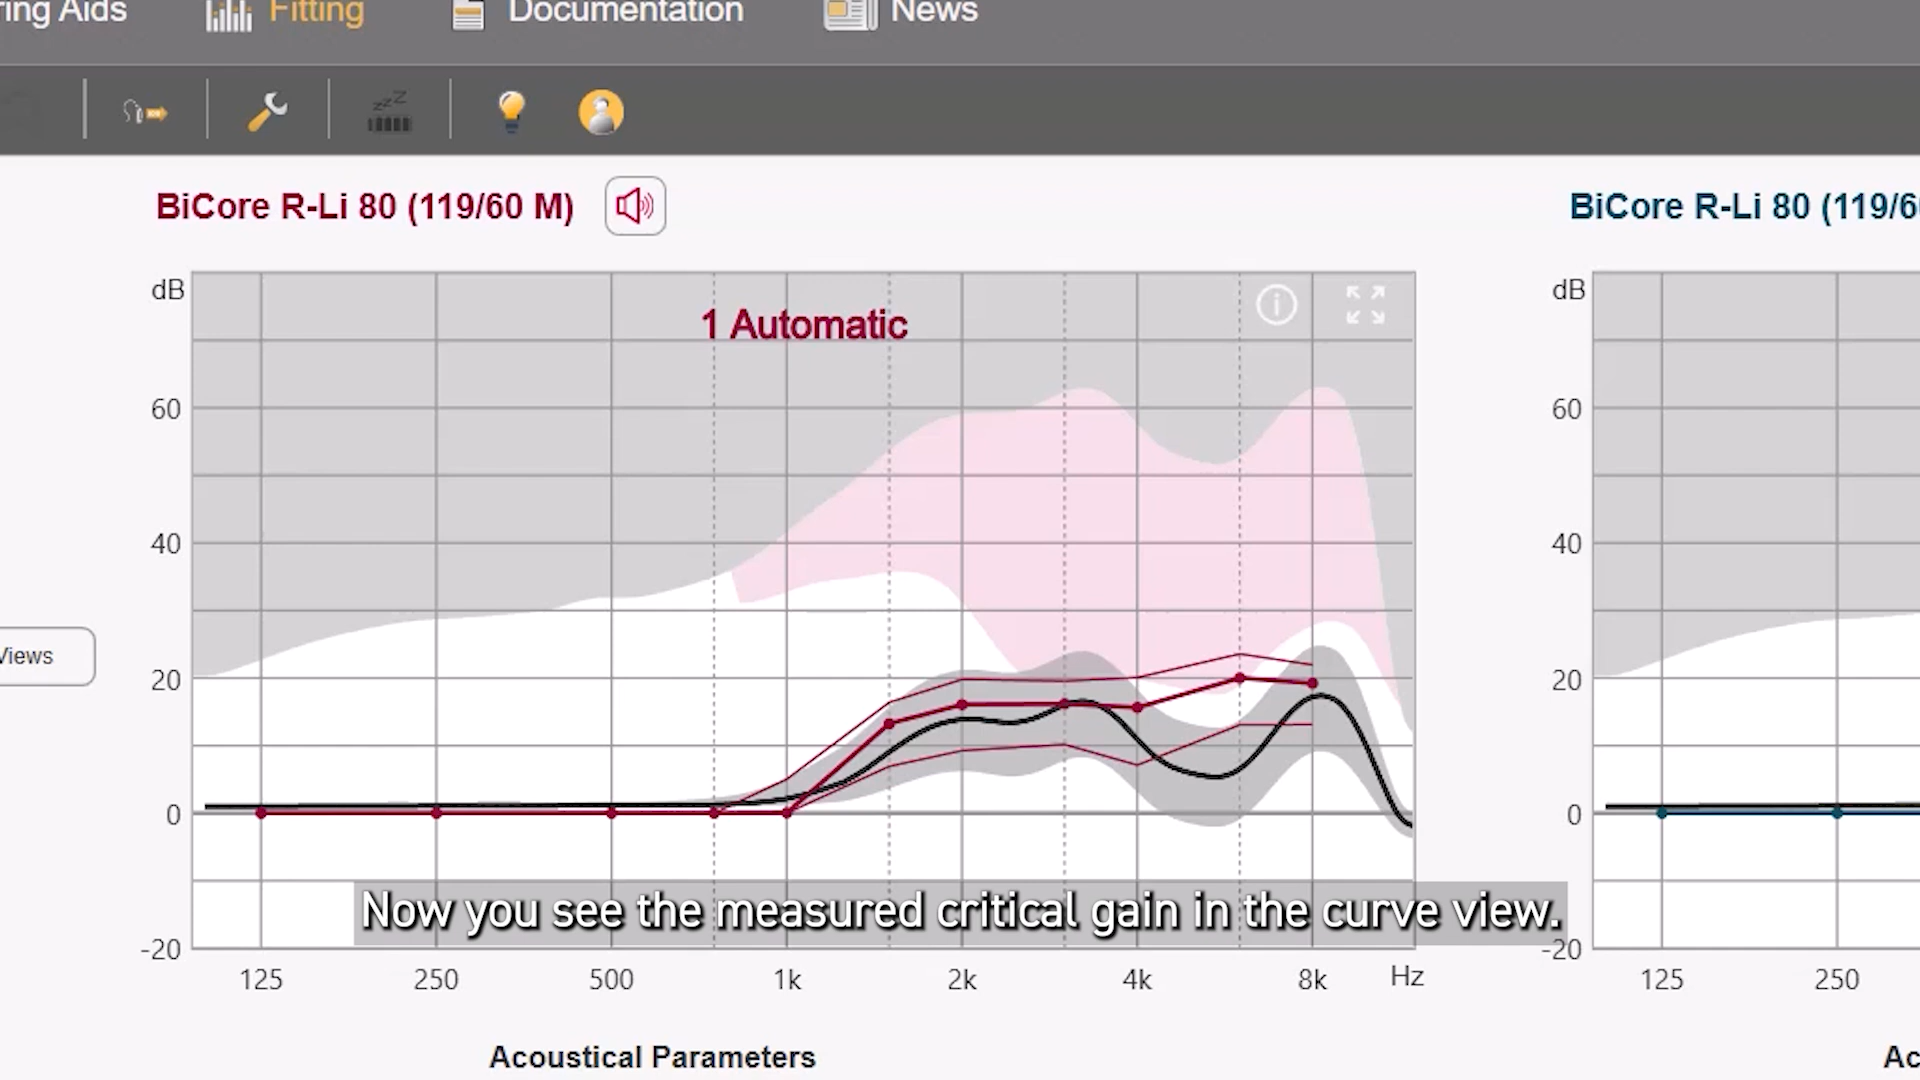 ring Aids
Fitting
Documentation
News
zzZ
BiCore R-Li 80 (119/60 M)
BiCore R-Li 80 (119/6
dB
1 Automatic
i
60
40
20
0
-20
125
250
500
1k
2k
4k
8k
Hz
Views
dB
60
40
20
0
-20
125
250
Now you see the measured critical gain in the curve view.
Acoustical Parameters
Ac